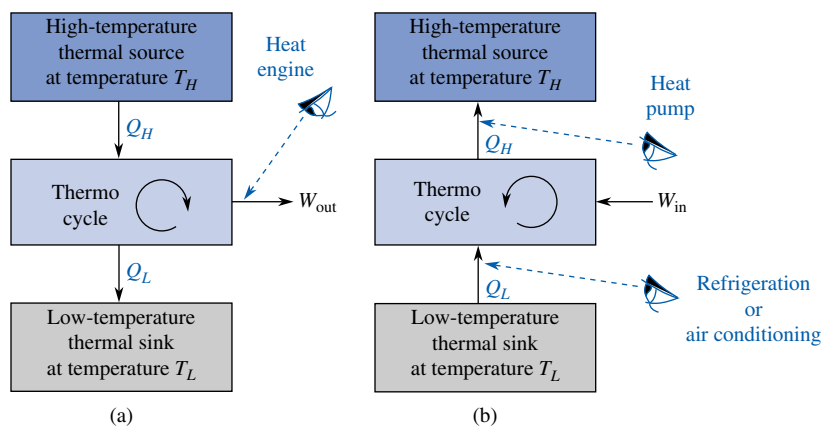 High-temperature
thermal source
at temperature T_H
Heat
engine
Q_H
Thermo
cycle
W_out
Q_L
Low-temperature
thermal sink
at temperature T_L
(a)
High-temperature
thermal source
at temperature T_H
Heat
pump
Q_H
Thermo
cycle
W_in
Q_L
Refrigeration
or
air conditioning
Low-temperature
thermal sink
at temperature T_L
(b)